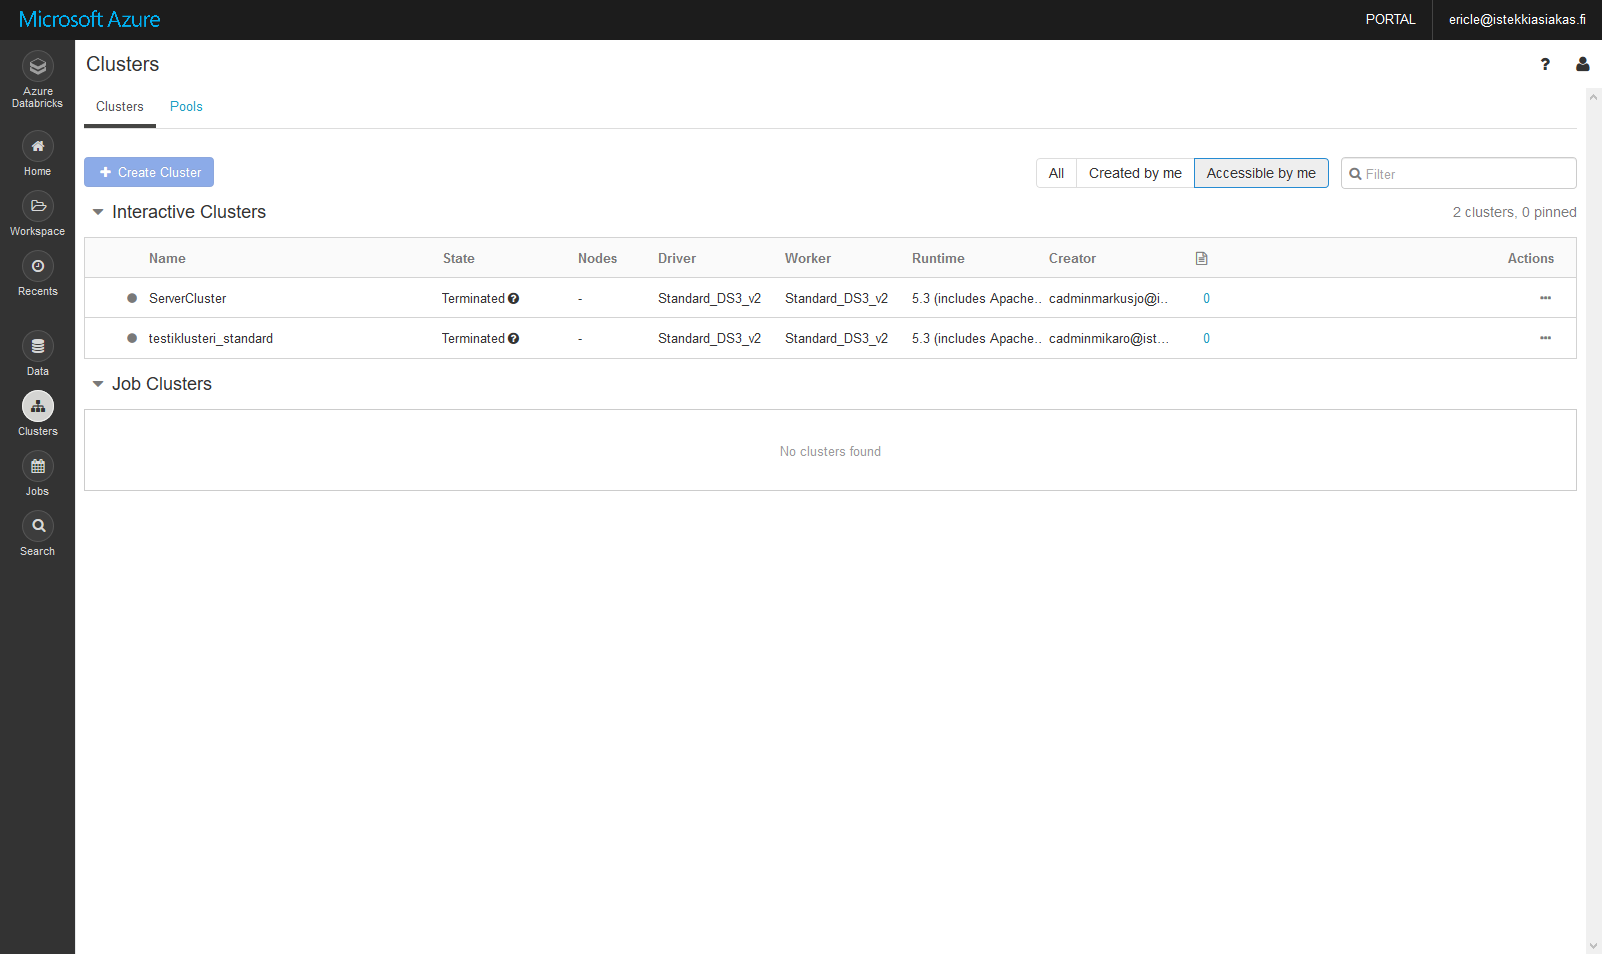 Microsoft Azure
PORTAL
ericle@istekkiasiakas.fi
Azure
Databricks
Home
Workspace
Recents
Data
Clusters
Jobs
Search
Clusters
?
Clusters
Pools
+ Create Cluster
All
Created by me
Accessible by me
Filter
Interactive Clusters
2 clusters, 0 pinned
Name State Nodes Driver Worker Runtime Creator Actions
ServerCluster Terminated ? - Standard_DS3_v2 Standard_DS3_v2 5.3 (includes Apache... cadminmarkusjo@i... 0 •••
testiklusteri_standard Terminated ? - Standard_DS3_v2 Standard_DS3_v2 5.3 (includes Apache... cadminmikaro@ist... 0 •••
Job Clusters
No clusters found